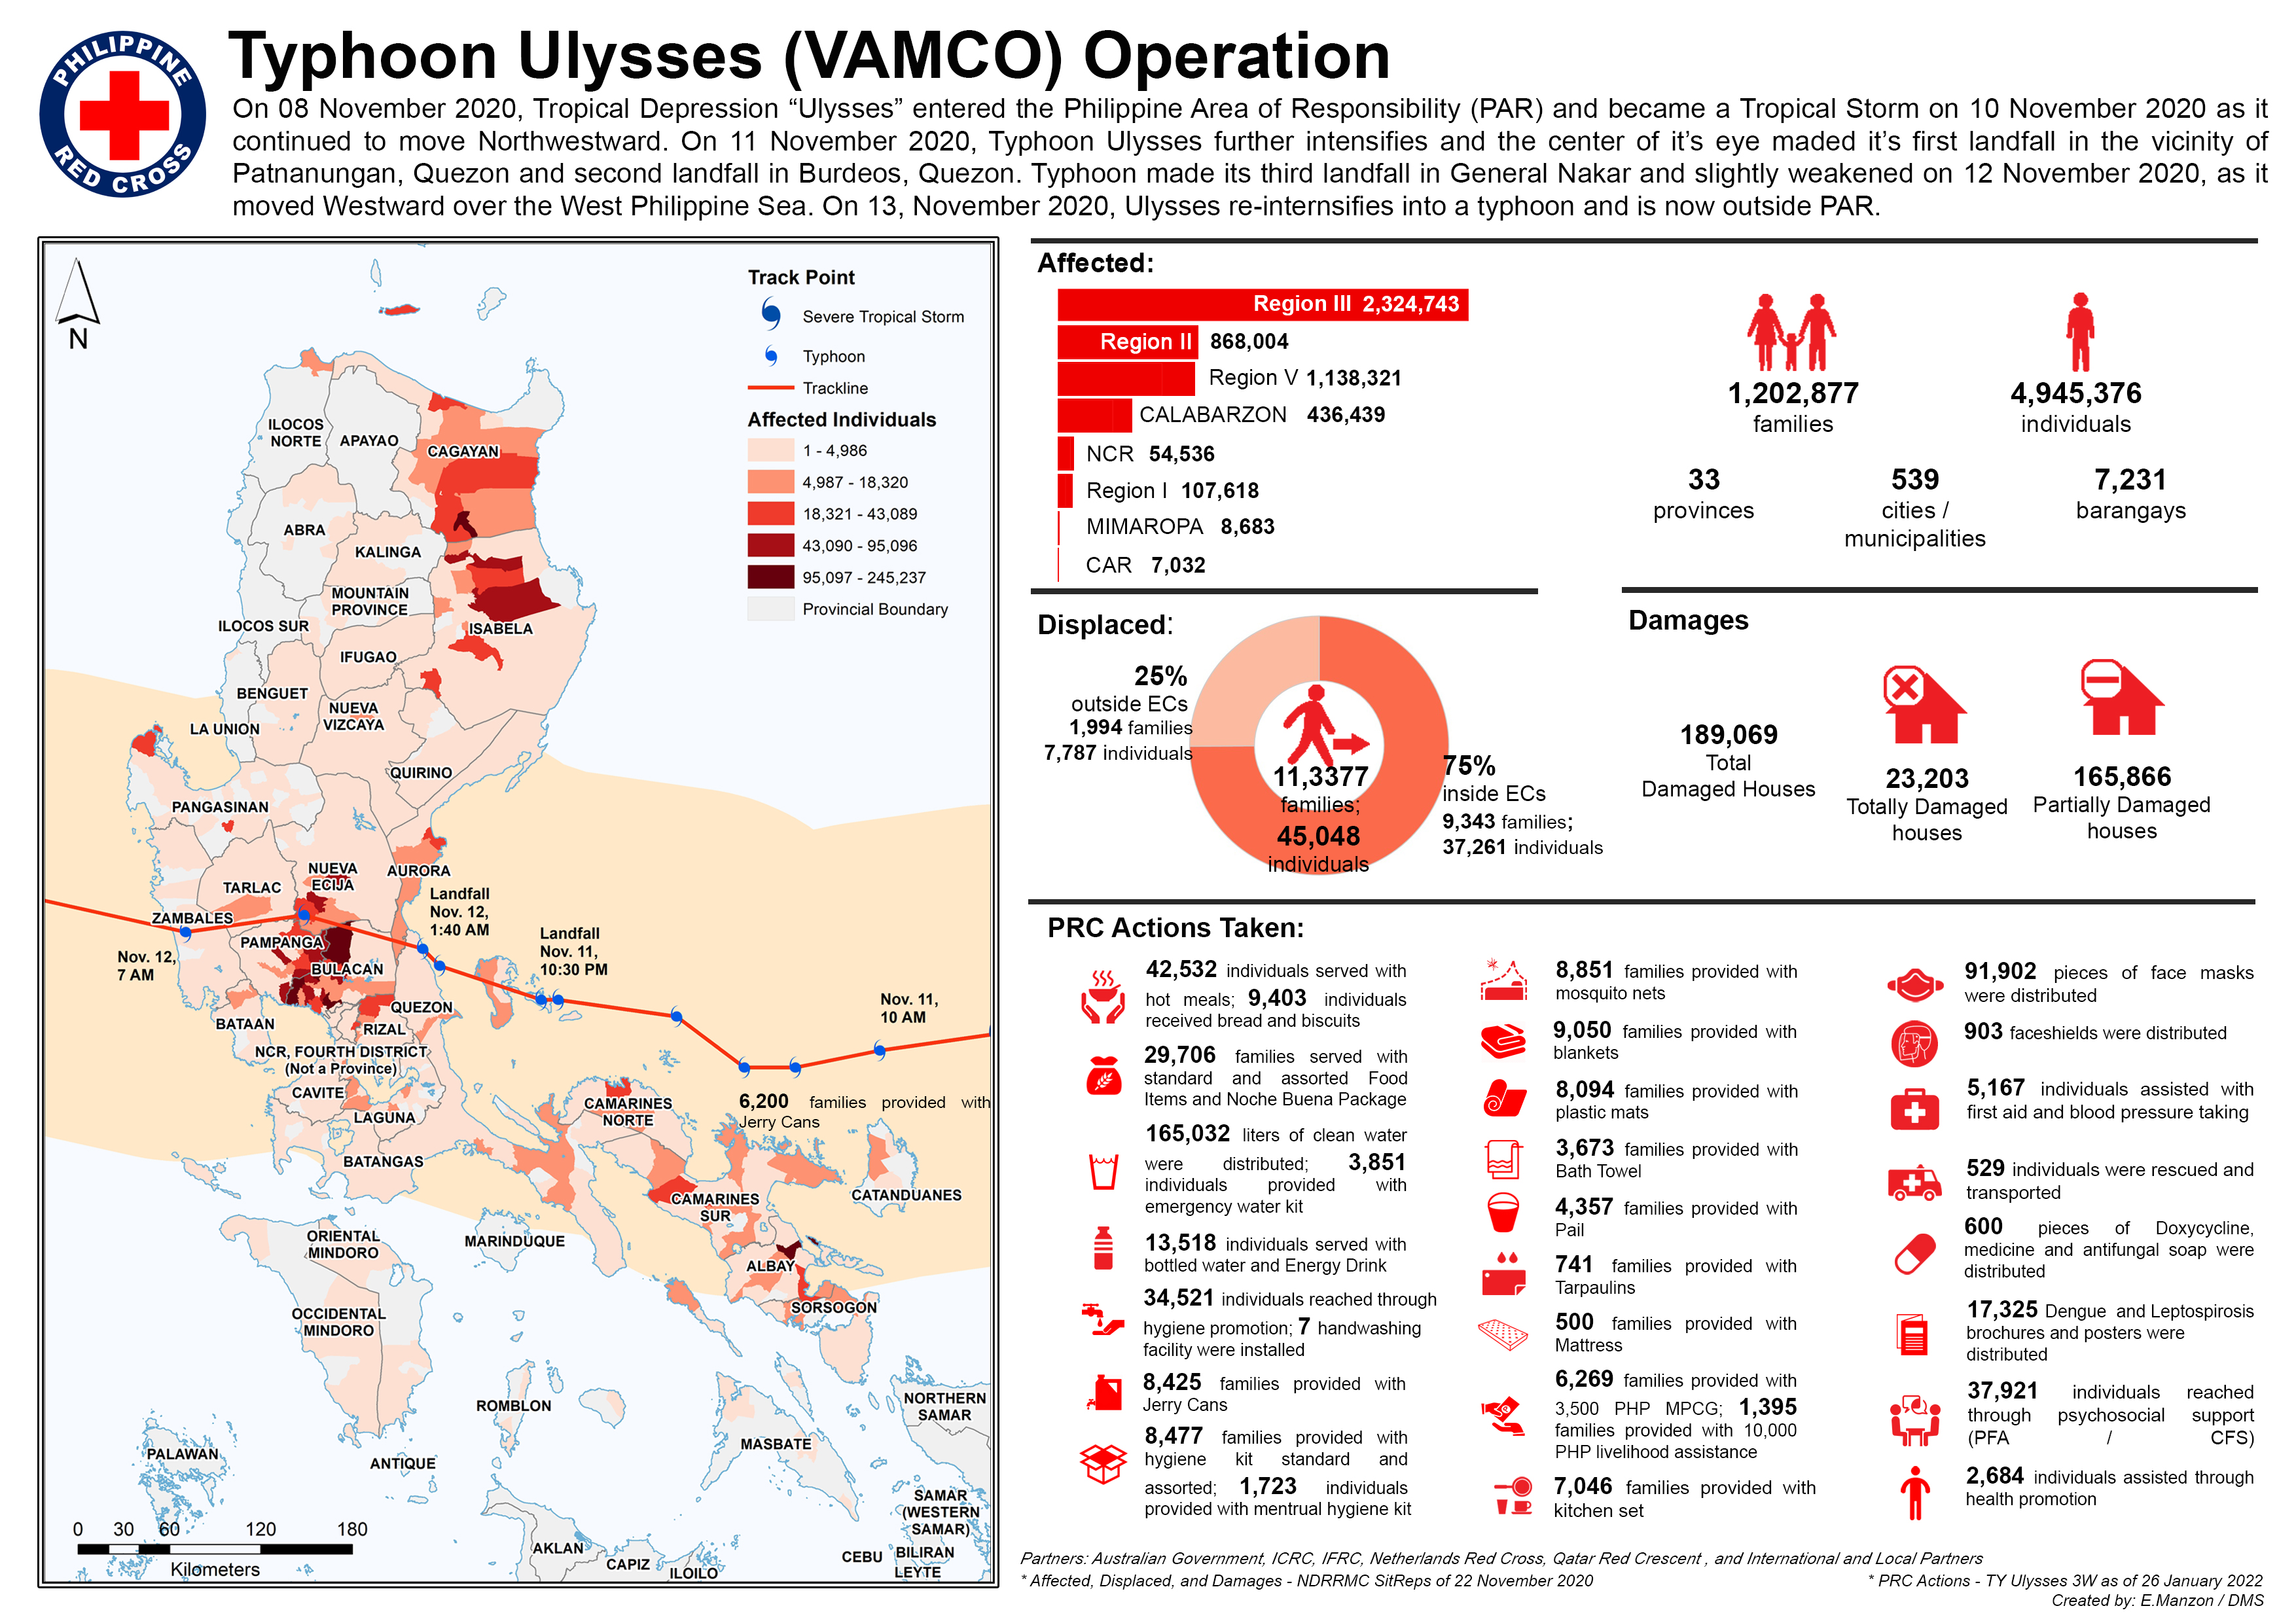 PHILIPPINE
RED CROSS
Typhoon Ulysses (VAMCO) Operation
On 08 November 2020, Tropical Depression “Ulysses” entered the Philippine Area of Responsibility (PAR) and became a Tropical Storm on 10 November 2020 as it
continued to move Northwestward. On 11 November 2020, Typhoon Ulysses further intensifies and the center of it’s eye maded it’s first landfall in the vicinity of
Patnanungan, Quezon and second landfall in Burdeos, Quezon. Typhoon made its third landfall in General Nakar and slightly weakened on 12 November 2020, as it
moved Westward over the West Philippine Sea. On 13, November 2020, Ulysses re-internsifies into a typhoon and is now outside PAR.
N
Track Point
Severe Tropical Storm
Typhoon
Trackline
Affected Individuals
1 - 4,986
4,987 - 18,320
18,321 - 43,089
43,090 - 95,096
95,097 - 245,237
Provincial Boundary
ILOCOS
NORTE
APAYAO
CAGAYAN
ABRA
KALINGA
MOUNTAIN
PROVINCE
ILOCOS SUR
ISABELA
IFUGAO
BENGUET
NUEVA
VIZCAYA
LA UNION
QUIRINO
PANGASINAN
NUEVA
ECIJA
AURORA
TARLAC
Landfall
Nov. 12,
1:40 AM
ZAMBALES
PAMPANGA
Landfall
Nov. 11,
10:30 PM
Nov. 12,
7 AM
BULACAN
Nov. 11,
10 AM
QUEZON
BATAAN
RIZAL
NCR, FOURTH DISTRICT
(Not a Province)
CAVITE
LAGUNA
CAMARINES
NORTE
6,200 families provided with
Jerry Cans
BATANGAS
CAMARINES
SUR
CATANDUANES
ORIENTAL
MINDORO
MARINDUQUE
ALBAY
SORSOGON
OCCIDENTAL
MINDORO
ROMBLON
NORTHERN
SAMAR
MASBATE
PALAWAN
ANTIQUE
SAMAR
(WESTERN
SAMAR)
AKLAN
CAPIZ
ILOILO
CEBU
BILIRAN
LEYTE
0 30 60 120 180
Kilometers
Affected:
Region III 2,324,743
Region II 868,004
Region V 1,138,321
CALABARZON 436,439
NCR 54,536
Region I 107,618
MIMAROPA 8,683
CAR 7,032
1,202,877
families
4,945,376
individuals
33
provinces
539
cities /
municipalities
7,231
barangays
Displaced:
25%
outside ECs
1,994 families
7,787 individuals
11,3377
families;
45,048
individuals
75%
inside ECs
9,343 families;
37,261 individuals
Damages
189,069
Total
Damaged Houses
23,203
Totally Damaged
houses
165,866
Partially Damaged
houses
PRC Actions Taken:
42,532 individuals served with
hot meals; 9,403 individuals
received bread and biscuits
29,706 families served with
standard and assorted Food
Items and Noche Buena Package
165,032 liters of clean water
were distributed; 3,851
individuals provided with
emergency water kit
13,518 individuals served with
bottled water and Energy Drink
34,521 individuals reached through
hygiene promotion; 7 handwashing
facility were installed
8,425 families provided with
Jerry Cans
8,477 families provided with
hygiene kit standard and
assorted; 1,723 individuals
provided with mentrual hygiene kit
8,851 families provided with
mosquito nets
9,050 families provided with
blankets
8,094 families provided with
plastic mats
3,673 families provided with
Bath Towel
4,357 families provided with
Pail
741 families provided with
Tarpaulins
500 families provided with
Mattress
6,269 families provided with
3,500 PHP MPCG; 1,395
families provided with 10,000
PHP livelihood assistance
7,046 families provided with
kitchen set
91,902 pieces of face masks
were distributed
903 faceshields were distributed
5,167 individuals assisted with
first aid and blood pressure taking
529 individuals were rescued and
transported
600 pieces of Doxycycline,
medicine and antifungal soap were
distributed
17,325 Dengue and Leptospirosis
brochures and posters were
distributed
37,921 individuals reached
through psychosocial support
(PFA / CFS)
2,684 individuals assisted through
health promotion
Partners: Australian Government, ICRC, IFRC, Netherlands Red Cross, Qatar Red Crescent , and International and Local Partners
* Affected, Displaced, and Damages - NDRRMC SitReps of 22 November 2020
* PRC Actions - TY Ulysses 3W as of 26 January 2022
Created by: E.Manzon / DMS